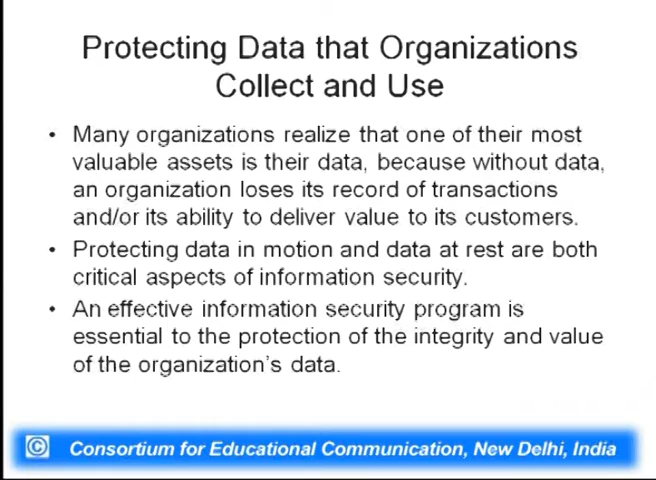 Protecting Data that Organizations
Collect and Use
• Many organizations realize that one of their most
valuable assets is their data, because without data,
an organization loses its record of transactions
and/or its ability to deliver value to its customers.
• Protecting data in motion and data at rest are both
critical aspects of information security.
• An effective information security program is
essential to the protection of the integrity and value
of the organization's data.
© Consortium for Educational Communication, New Delhi, India